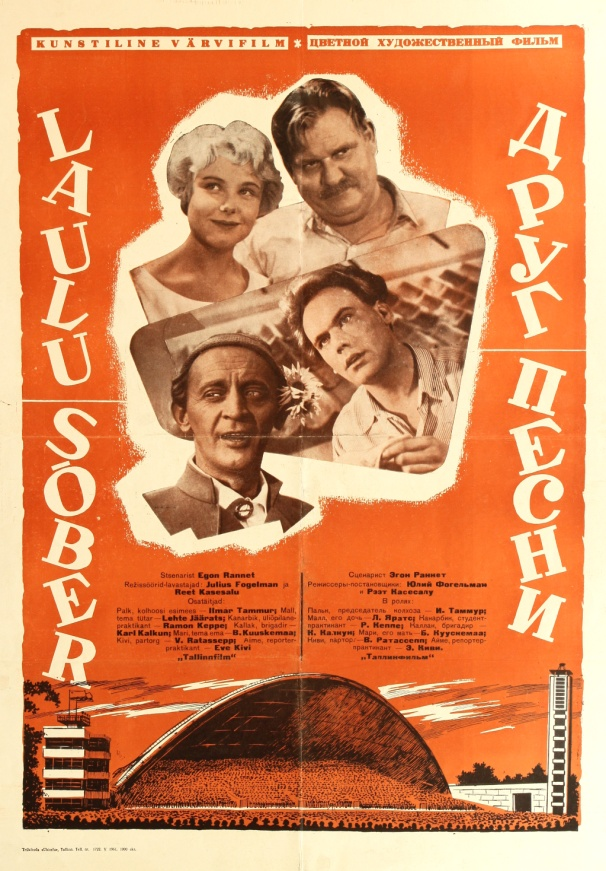 KUNSTILINE VÄRVIFILM * ЦВЕТНОЙ ХУДОЖЕСТВЕННЫЙ ФИЛЬМ
LAULU SÕBER
ДРУГ ПЕСНИ
Stsenarist Egon Rannet
Režissöörid-lavastajad: Julius Fogelman ja
Reet Kasesalu
Osatäitjad:
Palk, kolhoosi esimees — Ilmar Tammur; Mall,
tema tütar — Lehte Jäärats; Kanarbik, üliõpilane-
praktikant — Ramon Keppe; Kallak, brigadir —
Karl Kalkun; Mari, tema ema — B. Kuuskemaa;
Kivi, partorg — V. Ratassepp; Aime, reporter-
praktikant — Eve Kivi
„Tallinnfilm“
Сценарист Эгон Раннет
Режиссеры-постановщики: Юлий Фогельман
и Рээт Касесалу
В ролях:
Пальк, председатель колхоза — И. Таммур;
Малл, его дочь — Л. Яратс; Канарбик, студент-
практикант — Р. Кеппе; Каллак, бригадир —
К. Калкун; Мари, его мать — Б. Куускемаа;
Киви, парторг — В. Ратассепп; Айме, репортер-
практикант — Э. Киви.
„Таллинфильм“